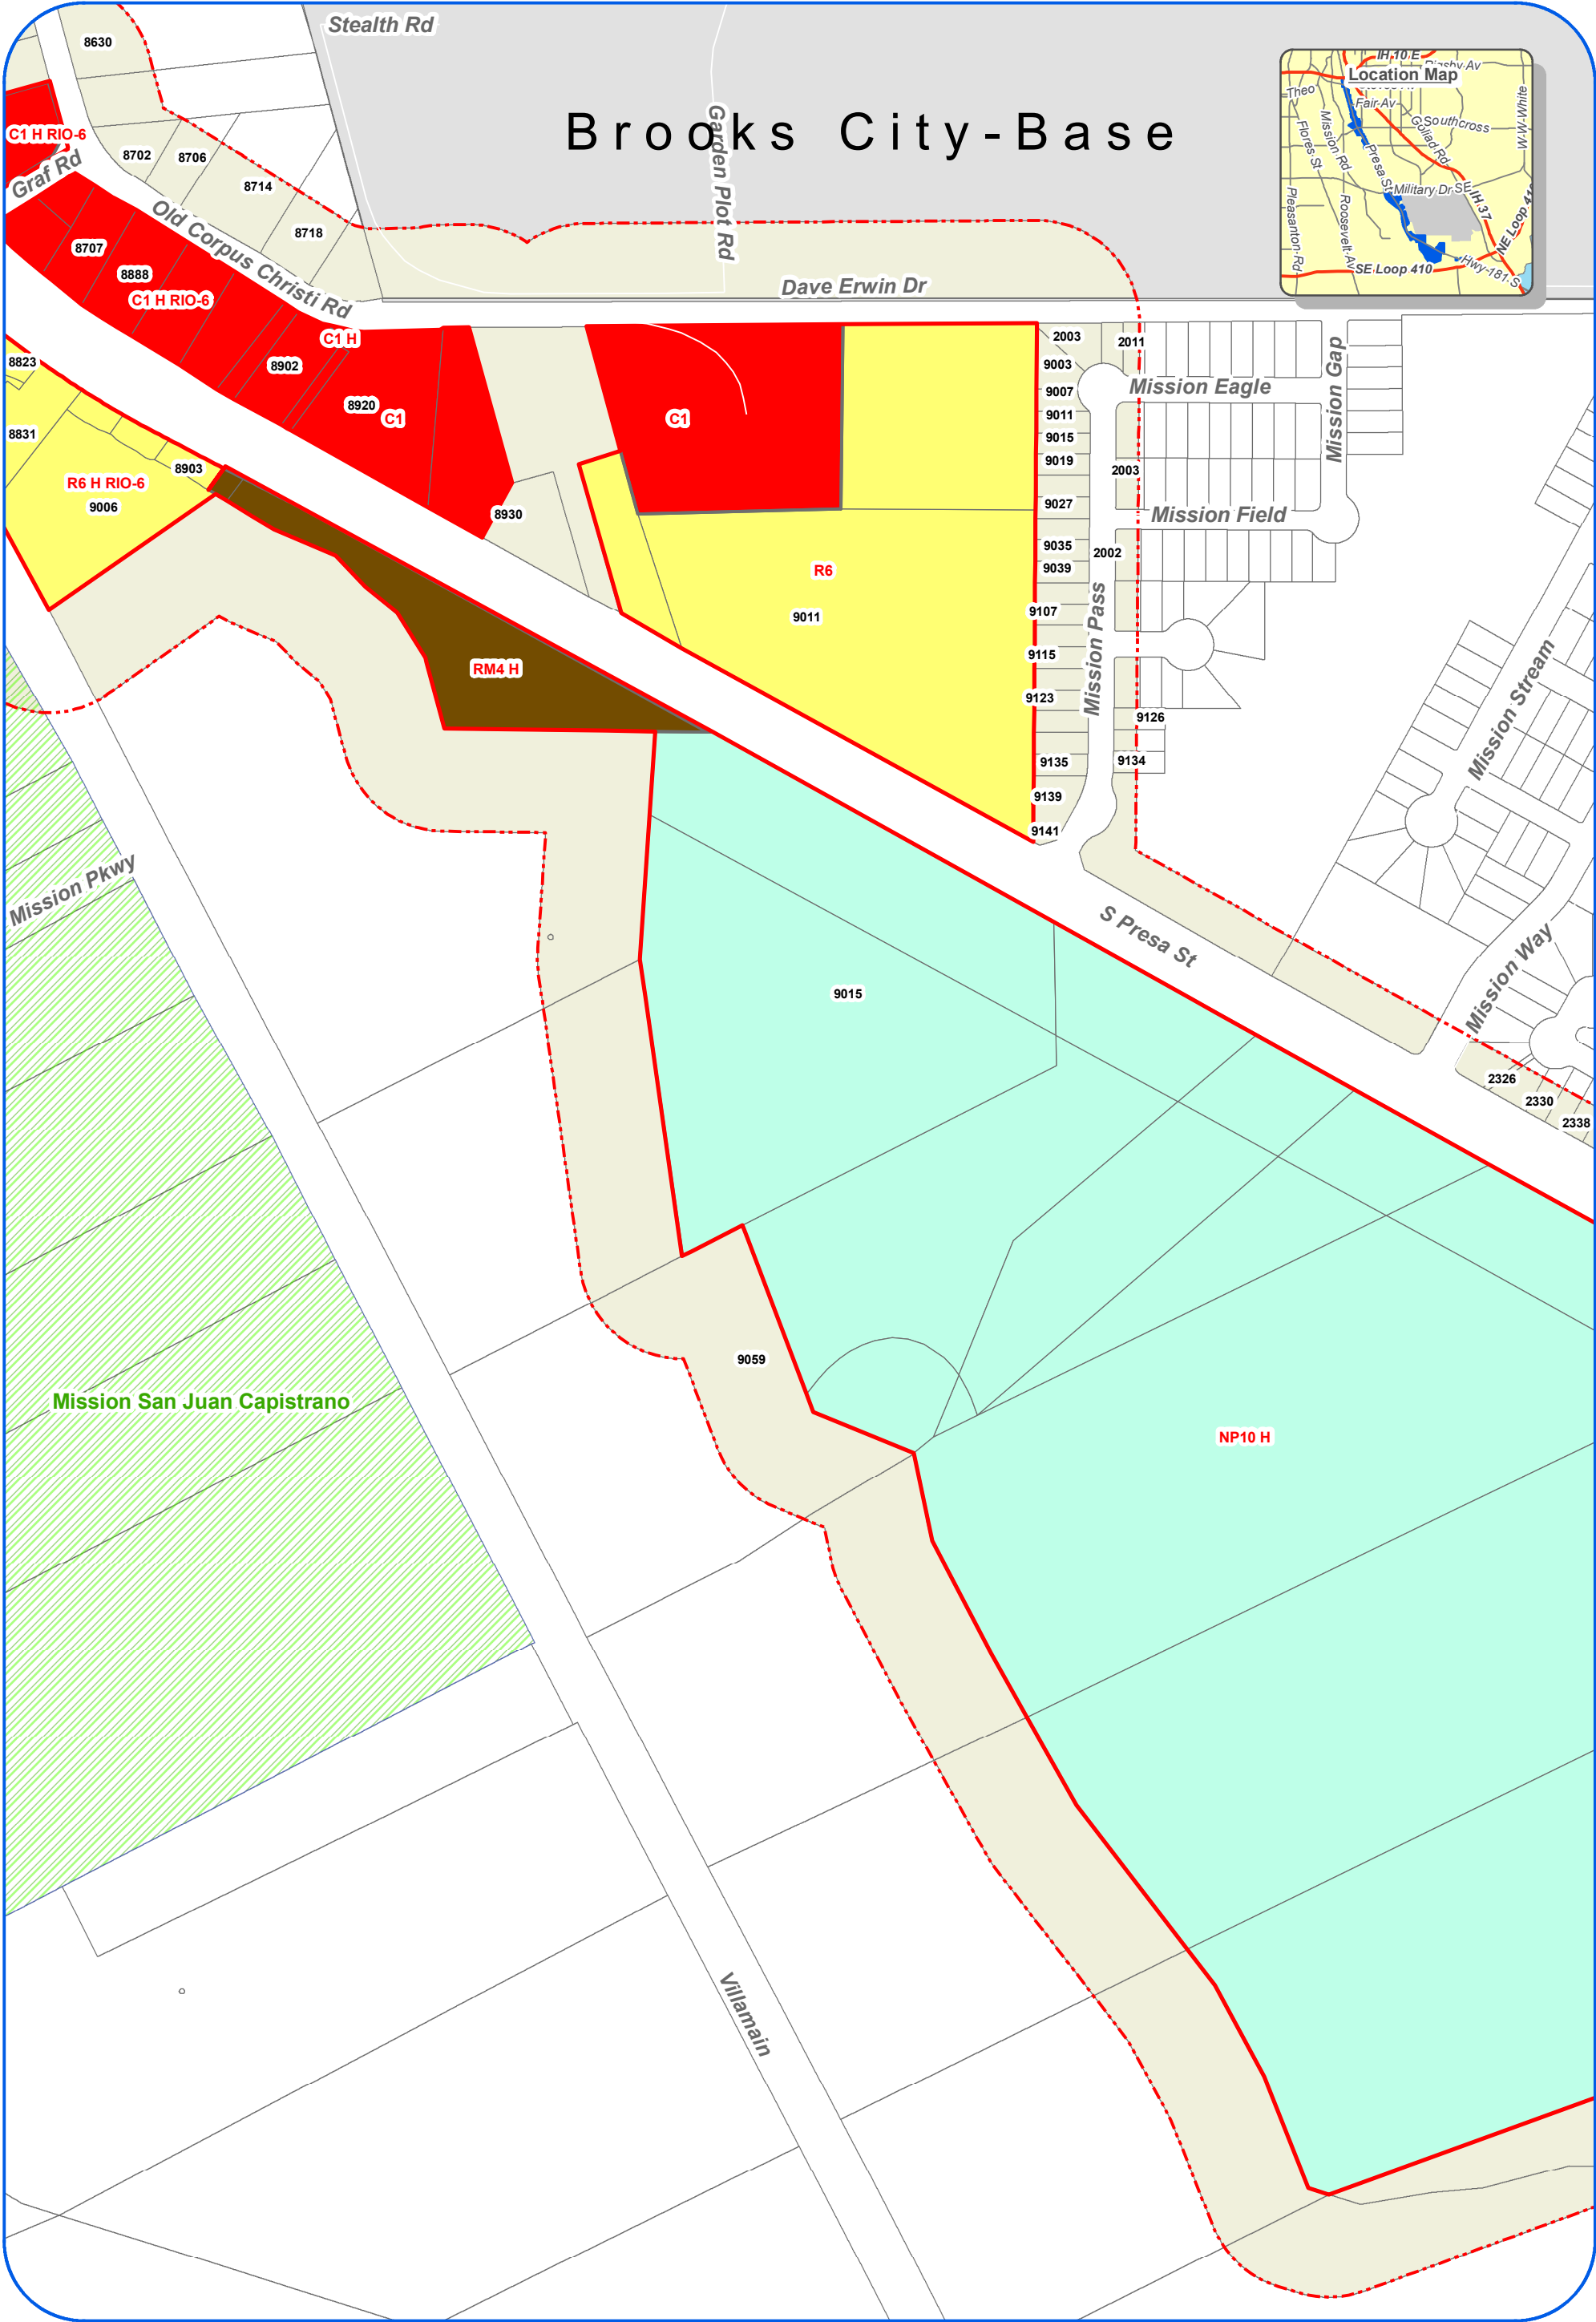 Stealth Rd
8630
IH 10 E
Rigsby Av
Location Map
Theo
Fair Av
Southcross
W-W-White
Goliad Rd
Flores St
Mission Rd
Presa St
Military Dr SE
IH 37
Pleasanton Rd
Roosevelt Av
NE Loop 410
SE Loop 410
Hwy 181 S
Brooks City-Base
Garden Plot Rd
C1 H RIO-6
Graf Rd
8702
8706
8714
8718
Old Corpus Christi Rd
8707
8888
C1 H RIO-6
Dave Erwin Dr
C1 H
8902
8920
C1
C1
2003
2011
9003
9007
Mission Eagle
Mission Gap
9011
9015
9019
2003
9027
Mission Field
9035
2002
9039
9107
9115
9123
Mission Pass
9126
9135
9134
9139
9141
8823
8831
8903
R6 H RIO-6
9006
8930
R6
9011
RM4 H
Mission Stream
Mission Pkwy
S Presa St
Mission Way
9015
2326
2330
2338
9059
Mission San Juan Capistrano
NP10 H
Villamain